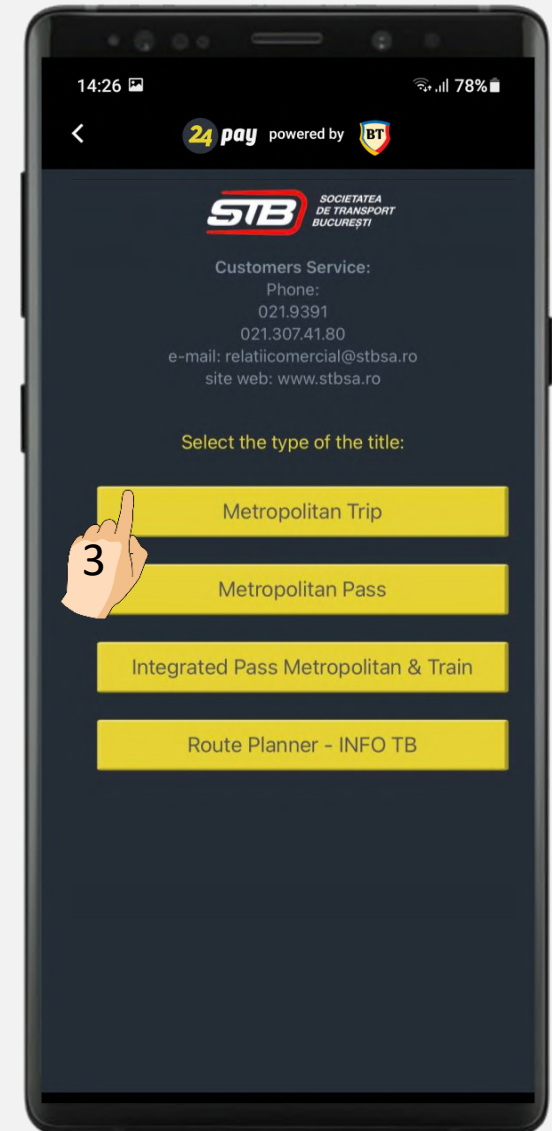 14:26 78%
24 pay powered by BT
STB SOCIETATEA
DE TRANSPORT
BUCUREȘTI
Customers Service:
Phone:
021.9391
021.307.41.80
e-mail: relatiicomercial@stbsa.ro
site web: www.stbsa.ro
Select the type of the title:
Metropolitan Trip
3
Metropolitan Pass
Integrated Pass Metropolitan & Train
Route Planner - INFO TB